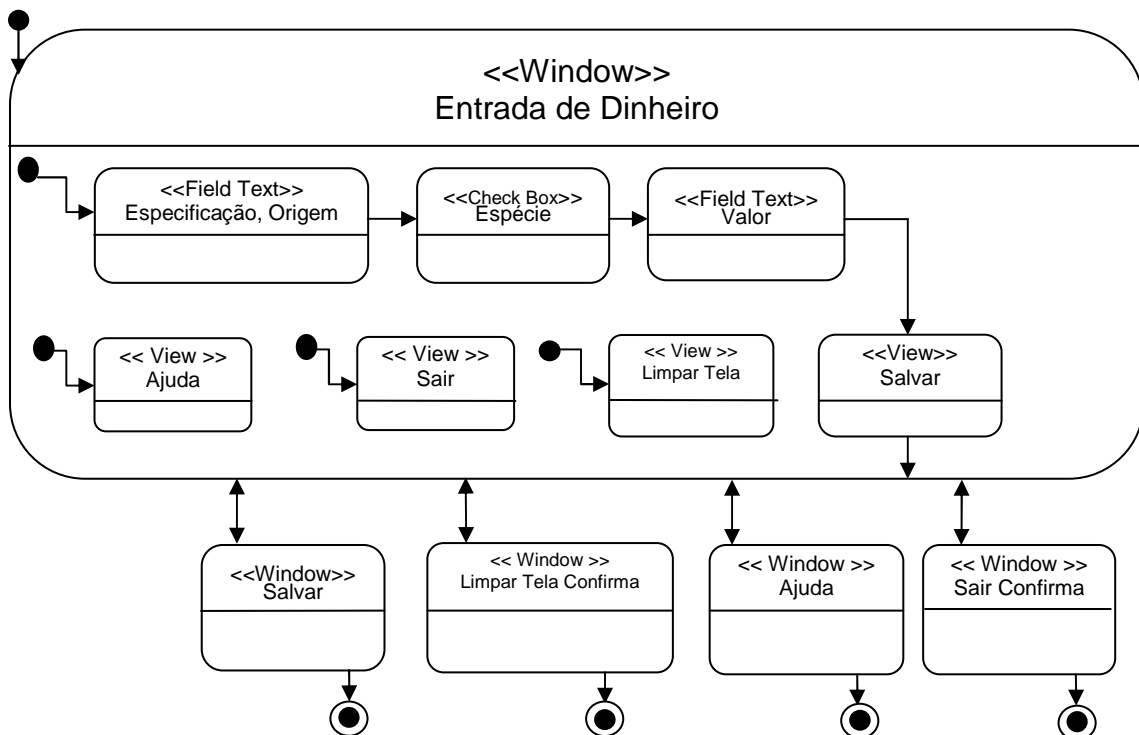 <<Window>>
Entrada de Dinheiro
<<Field Text>>
Especificação, Origem
<<Check Box>>
Espécie
<<Field Text>>
Valor
<< View >>
Ajuda
<< View >>
Sair
<< View >>
Limpar Tela
<<View>>
Salvar
<<Window>>
Salvar
<< Window >>
Limpar Tela Confirma
<< Window >>
Ajuda
<< Window >>
Sair Confirma